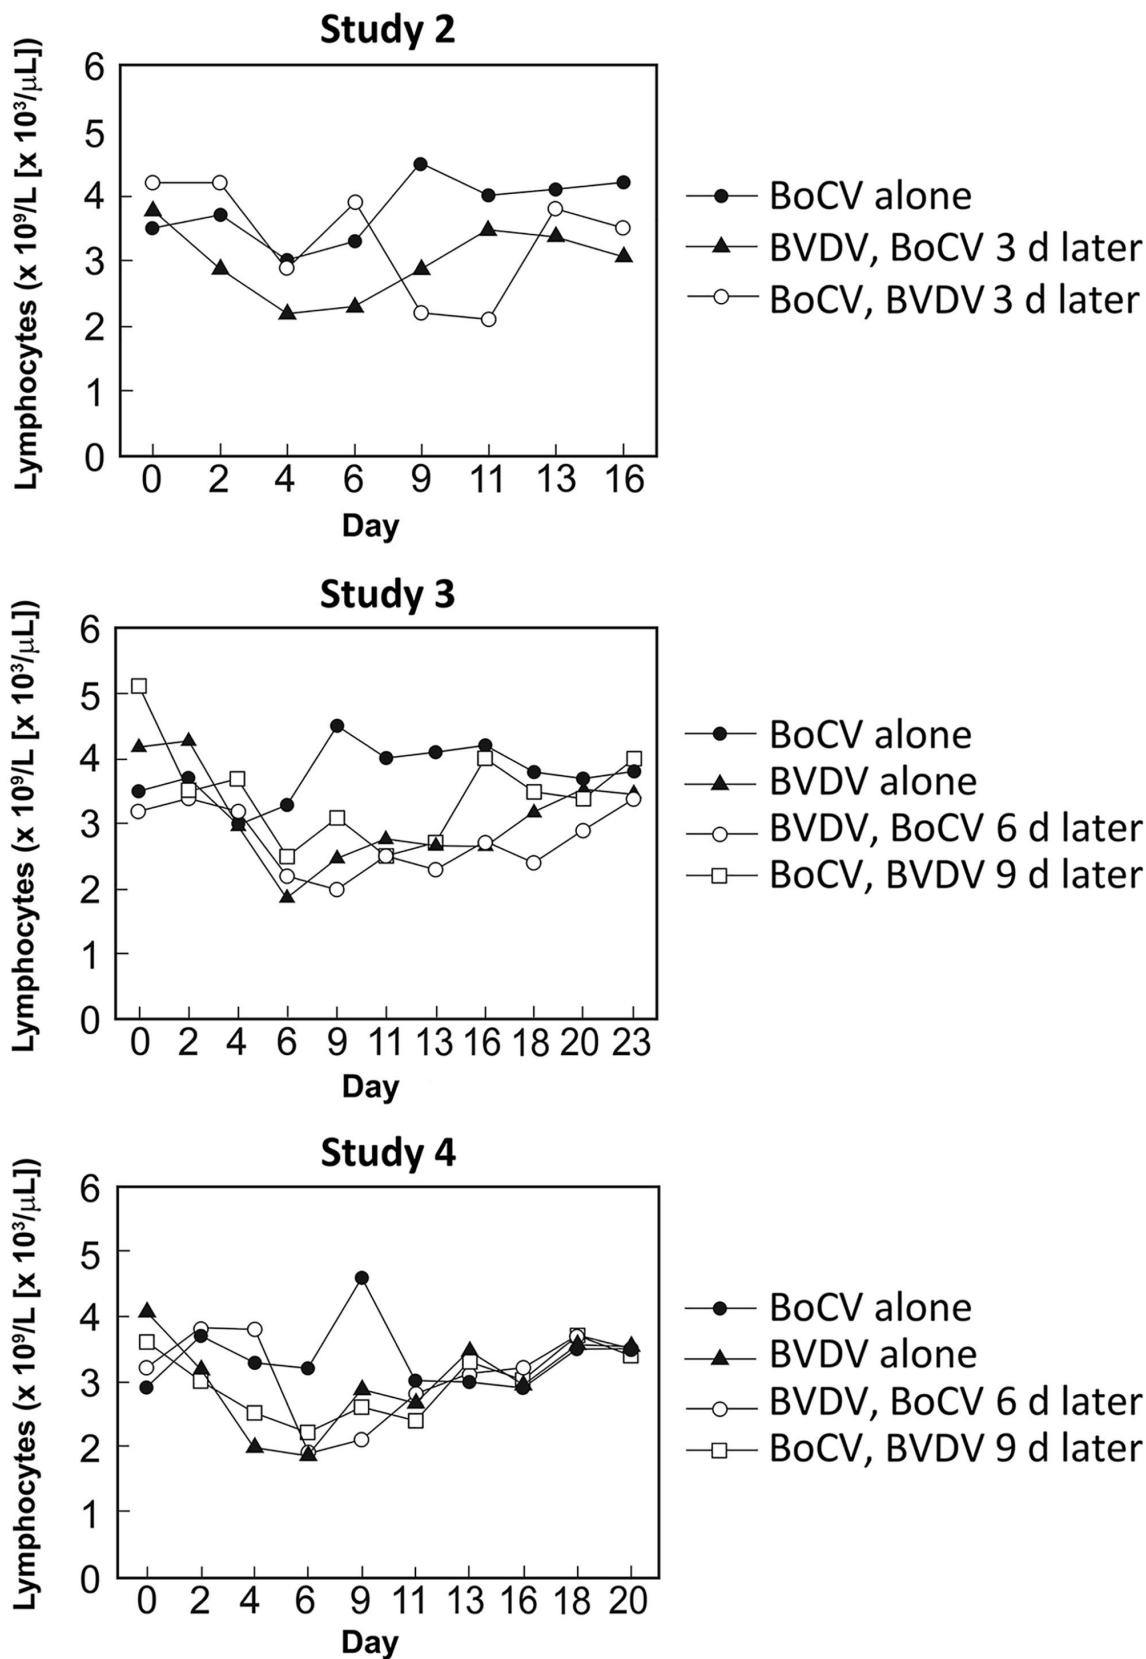 Study 2
Lymphocytes (x 10⁹/L [x 10³/µL])
6
5
4
3
2
1
0
0 2 4 6 9 11 13 16
Day
BoCV alone
BVDV, BoCV 3 d later
BoCV, BVDV 3 d later
Study 3
Lymphocytes (x 10⁹/L [x 10³/µL])
6
5
4
3
2
1
0
0 2 4 6 9 11 13 16 18 20 23
Day
BoCV alone
BVDV alone
BVDV, BoCV 6 d later
BoCV, BVDV 9 d later
Study 4
Lymphocytes (x 10⁹/L [x 10³/µL])
6
5
4
3
2
1
0
0 2 4 6 9 11 13 16 18 20
Day
BoCV alone
BVDV alone
BVDV, BoCV 6 d later
BoCV, BVDV 9 d later